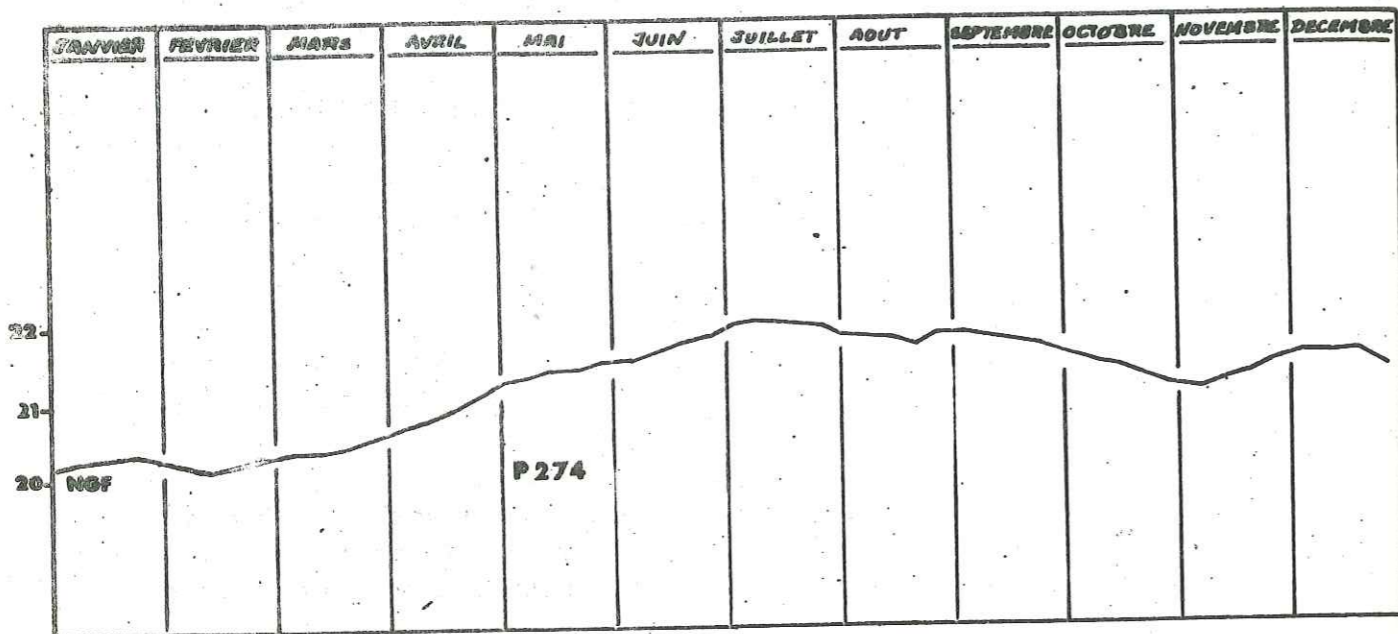 JANVIER FEVRIER MARS AVRIL MAI JUIN JUILLET AOUT SEPTEMBRE OCTOBRE NOVEMBRE DECEMBRE
22
21
20 NGF P 274